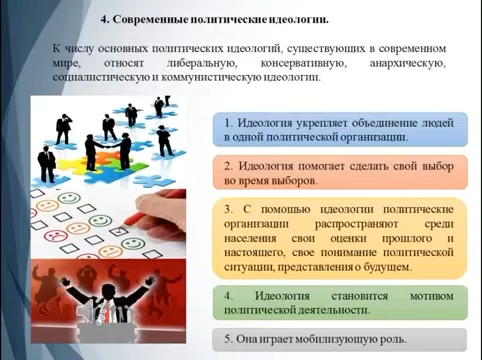 4. Современные политические идеологии.
К числу основных политических идеологий, существующих в современном
мире, относят либеральную, консервативную, анархическую,
социалистическую и коммунистическую идеологии.
1. Идеология укрепляет объединение людей
в одной политической организации.
2. Идеология помогает сделать свой выбор
во время выборов.
3. С помощью идеологии политические
организации распространяют среди
населения свои оценки прошлого и
настоящего, свое понимание политической
ситуации, представления о будущем.
4. Идеология становится мотивом
политической деятельности.
5. Она играет мобилизующую роль.